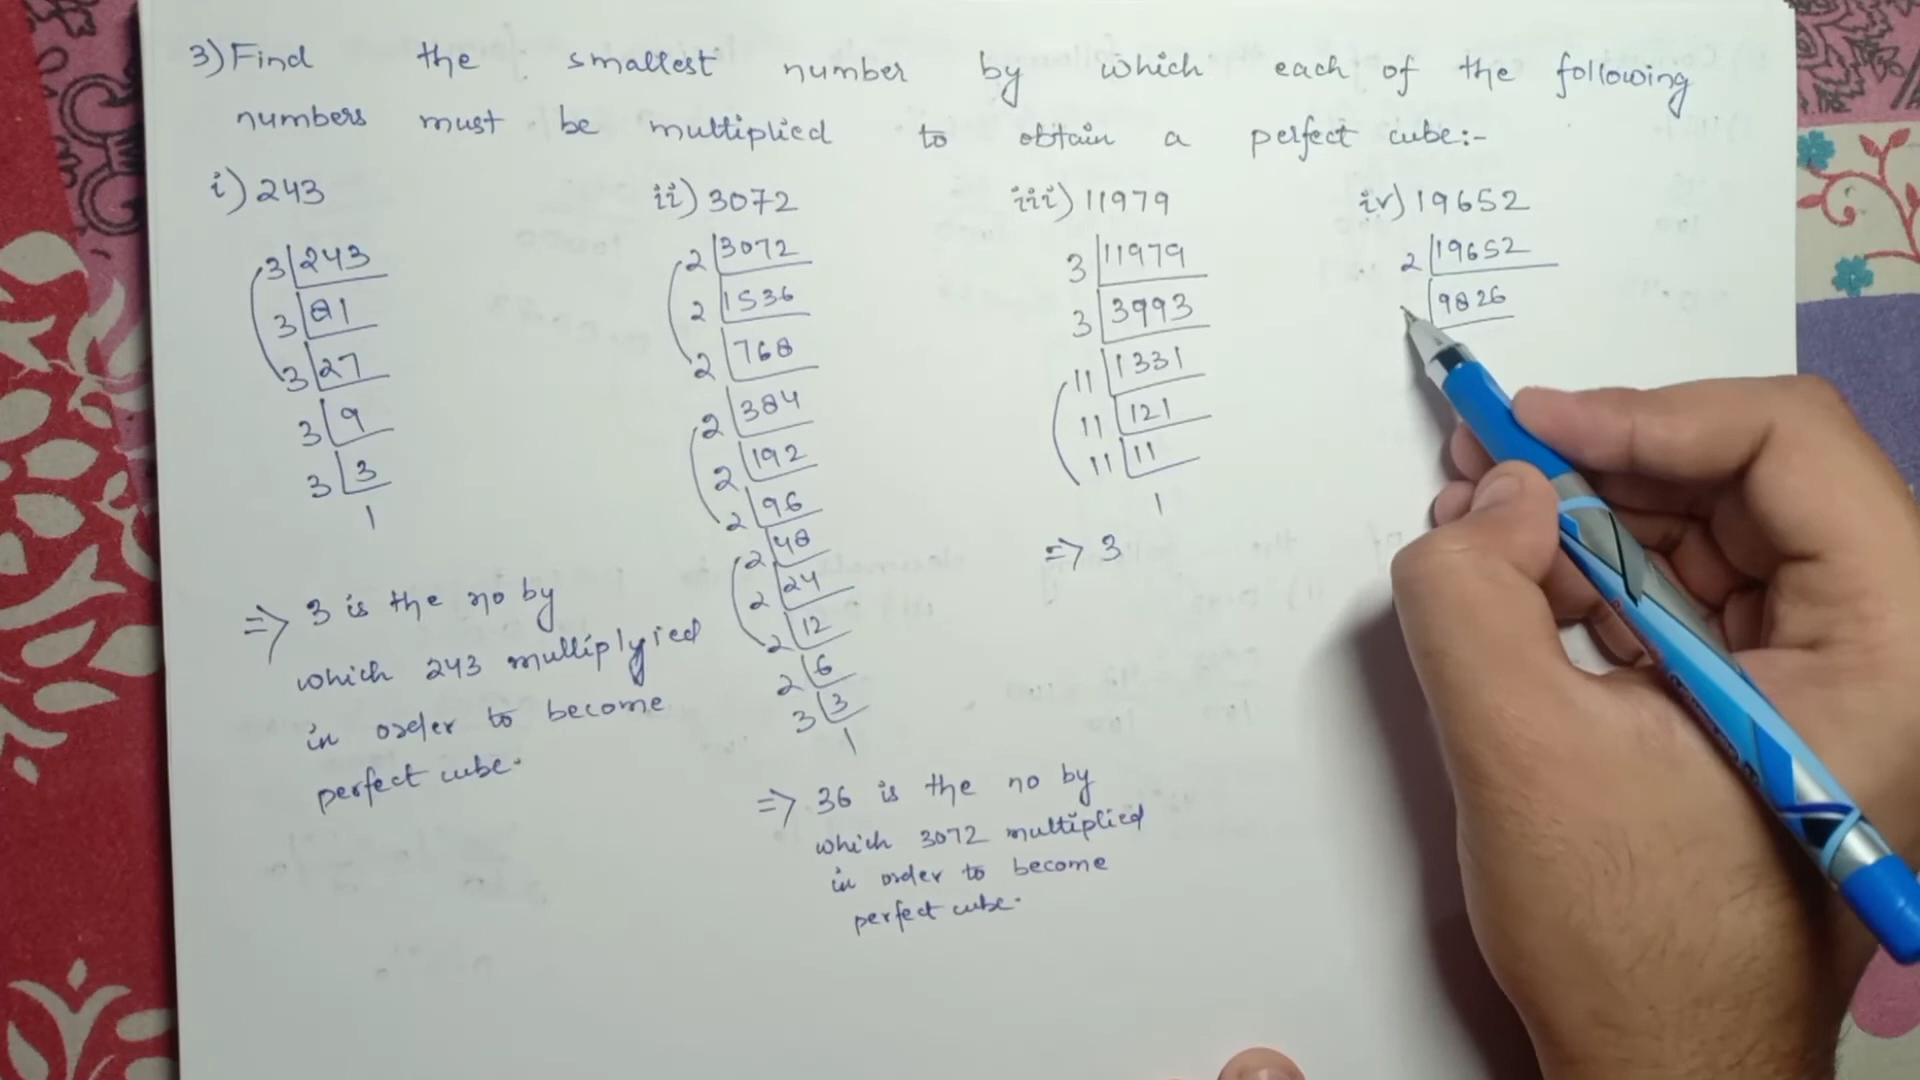 3) Find the smallest number by which each of the following
numbers must be multiplied to obtain a perfect cube:-
i) 243
3 | 243
3 | 81
3 | 27
3 | 9
3 | 3
1
=> 3 is the no by
which 243 multiplyied
in order to become
perfect cube.
ii) 3072
2 | 3072
2 | 1536
2 | 768
2 | 384
2 | 192
2 | 96
2 | 48
2 | 24
2 | 12
2 | 6
3 | 3
1
=> 36 is the no by
which 3072 multiplied
in order to become
perfect cube.
iii) 11979
3 | 11979
3 | 3993
11 | 1331
11 | 121
11 | 11
1
=> 3
iv) 19652
2 | 19652
| 9826